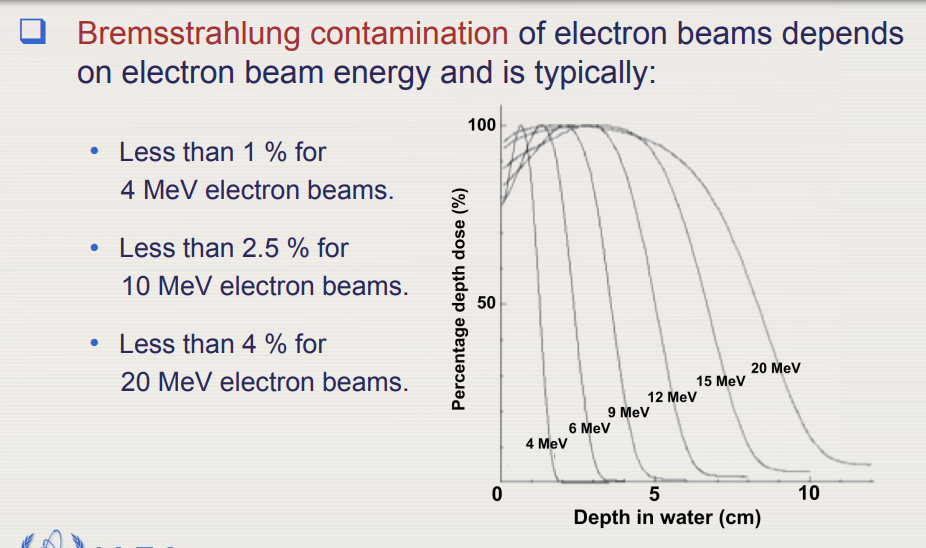 Bremsstrahlung contamination of electron beams depends
on electron beam energy and is typically:
• Less than 1 % for
4 MeV electron beams.
• Less than 2.5 % for
10 MeV electron beams.
• Less than 4 % for
20 MeV electron beams.
Percentage depth dose (%)
100
50
0
5
10
4 MeV
6 MeV
9 MeV
12 MeV
15 MeV
20 MeV
Depth in water (cm)